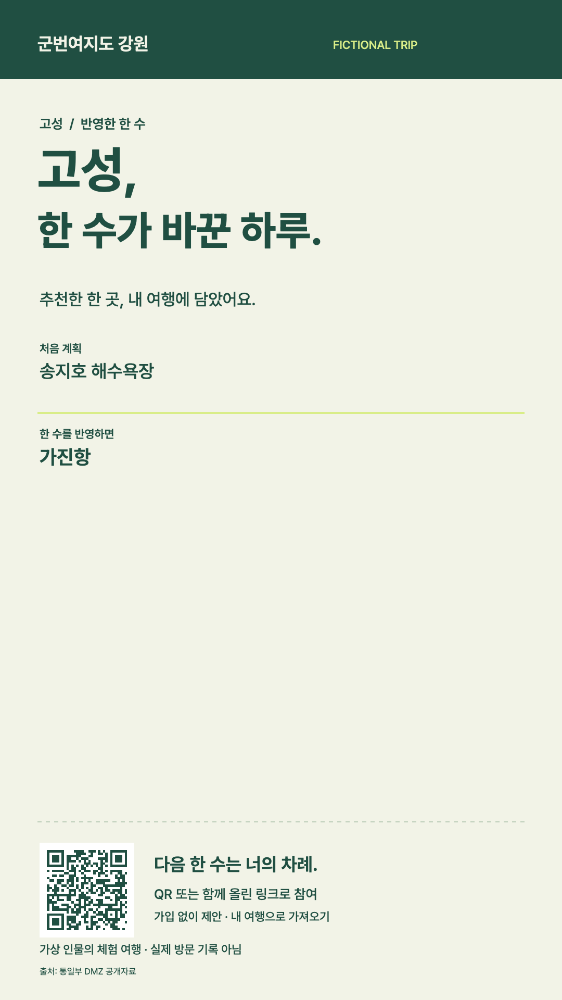 군번여지도 강원
FICTIONAL TRIP
고성 / 반영한 한 수
고성,
한 수가 바꾼 하루.
추천한 한 곳, 내 여행에 담았어요.
처음 계획
송지호 해수욕장
한 수를 반영하면
가진항
다음 한 수는 너의 차례.
QR 또는 함께 올린 링크로 참여
가입 없이 제안 · 내 여행으로 가져오기
가상 인물의 체험 여행 · 실제 방문 기록 아님
출처: 통일부 DMZ 공개자료